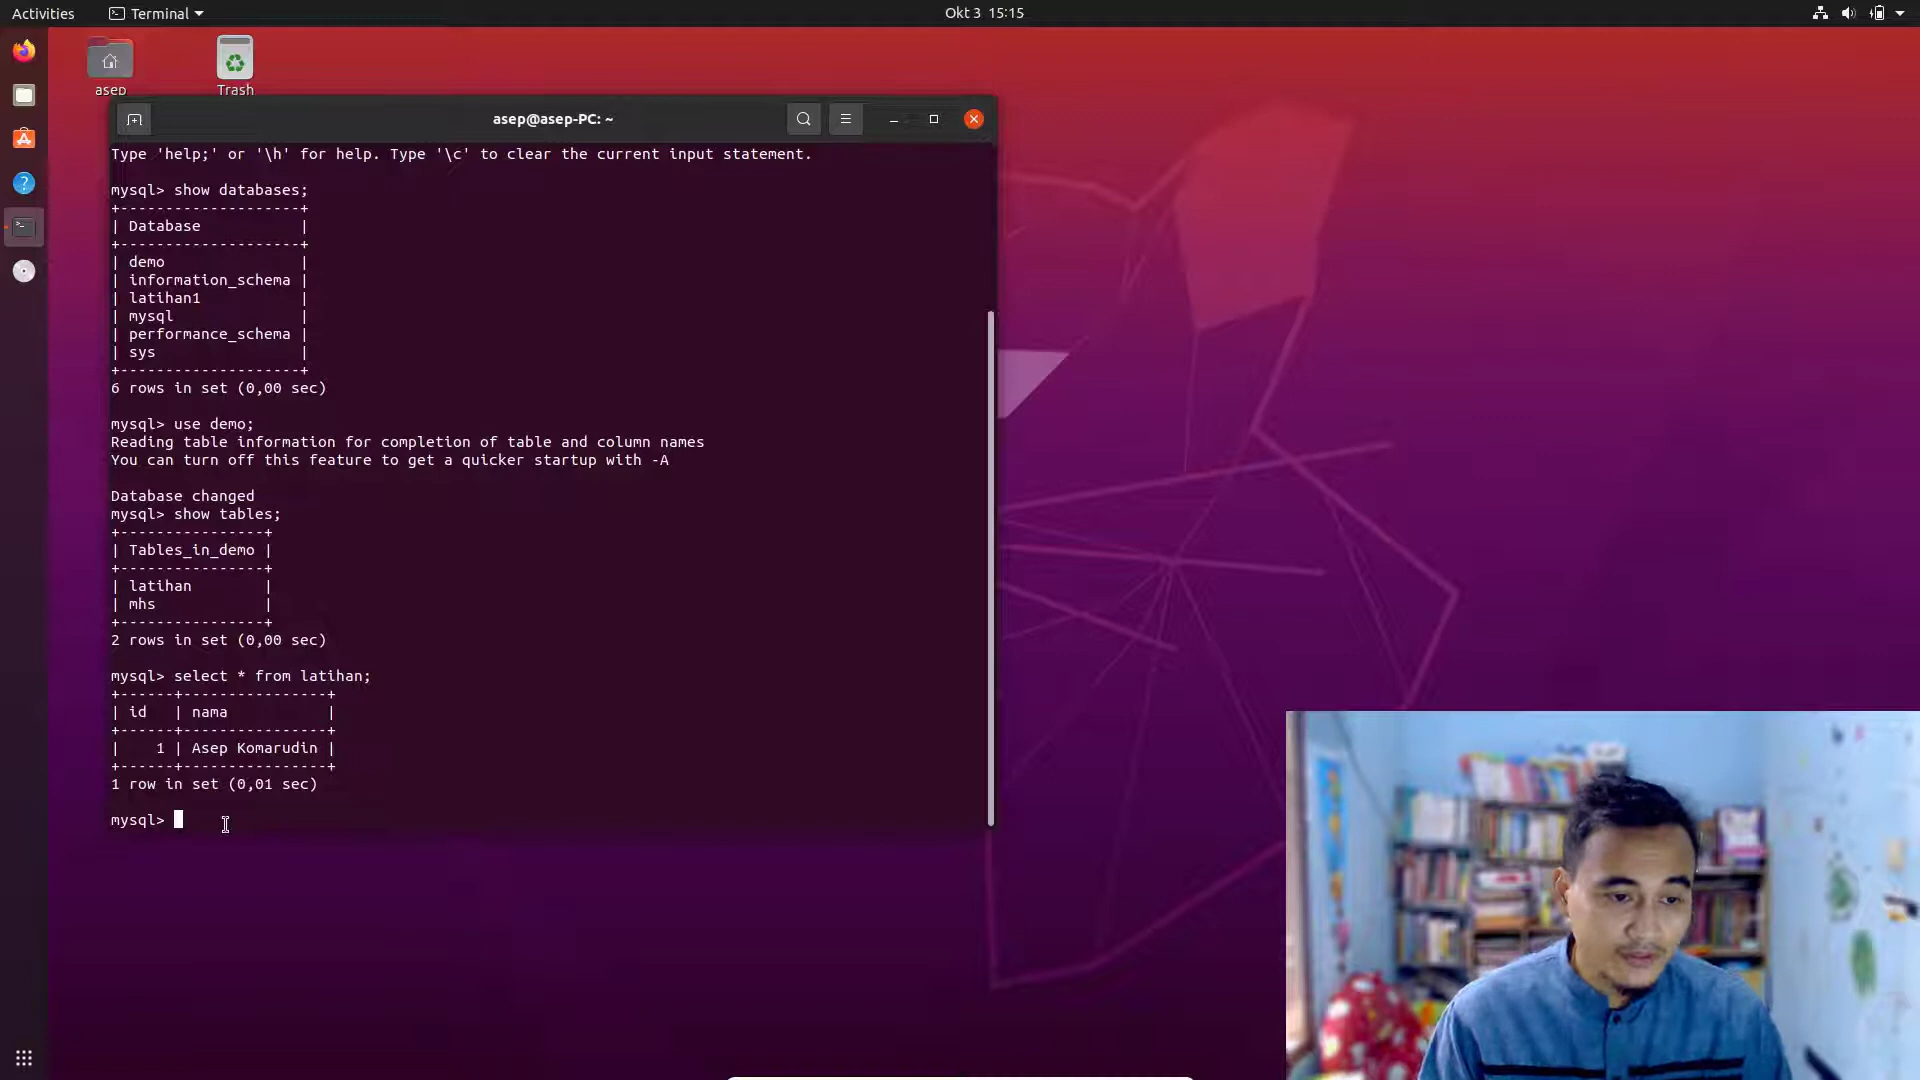 Activities
Terminal
Okt 3 15:15
asep
Trash
asep@asep-PC: ~
Type 'help;' or '\h' for help. Type '\c' to clear the current input statement.
mysql> show databases;
+--------------------+
| Database           |
+--------------------+
| demo               |
| information_schema |
| latihan1           |
| mysql              |
| performance_schema |
| sys                |
+--------------------+
6 rows in set (0,00 sec)
mysql> use demo;
Reading table information for completion of table and column names
You can turn off this feature to get a quicker startup with -A
Database changed
mysql> show tables;
+----------------+
| Tables_in_demo |
+----------------+
| latihan        |
| mhs            |
+----------------+
2 rows in set (0,00 sec)
mysql> select * from latihan;
+------+----------------+
| id   | nama           |
+------+----------------+
|    1 | Asep Komarudin |
+------+----------------+
1 row in set (0,01 sec)
mysql>